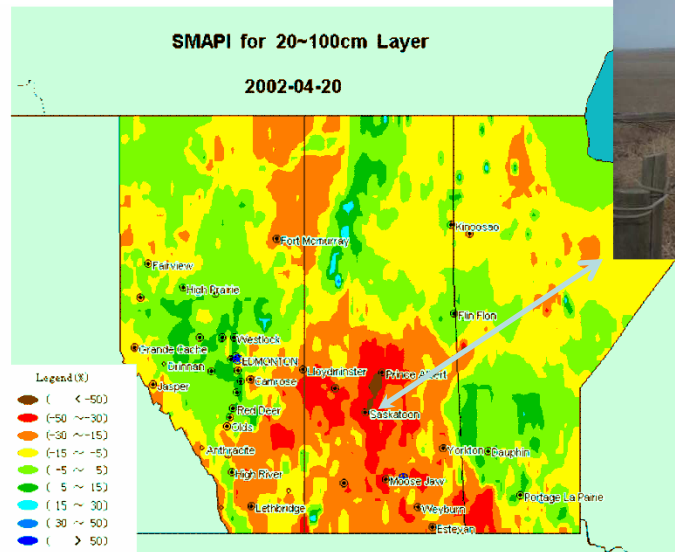 SMAPI for 20~100cm Layer
2002-04-20
Fort Mcmurray
Kinoosao
Fairview
High Prairie
Flin Flon
Westlock
Grande Cache
EDMONTON
Drinnan
Lloydminster
Prince Albert
Camrose
Jasper
Red Deer
Saskatoon
Olds
Anthracite
Yorkton
Dauphin
High River
Moose Jaw
Portage La Paine
Lethbridge
Weyburn
Estevan
Legend(%)
( < -50)
(-50 ~ -30)
(-30 ~ -15)
(-15 ~ -5)
(-5 ~ 5)
( 5 ~ 15)
( 15 ~ 30)
( 30 ~ 50)
( > 50)